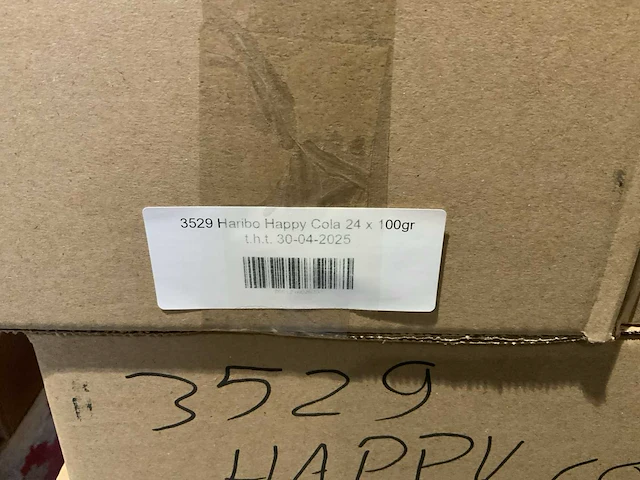 3529 Haribo Happy Cola 24 x 100gr
t.h.t. 30-04-2025
3529
HAPPY